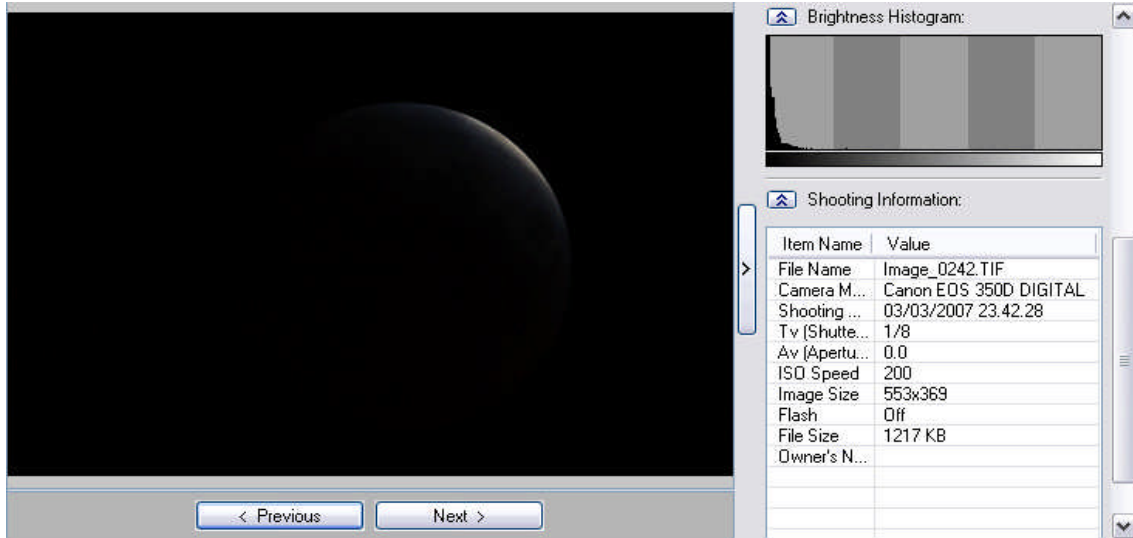 Brightness Histogram:
Shooting Information:
Item Name Value
File Name Image_0242.TIF
Camera M... Canon EOS 350D DIGITAL
Shooting ... 03/03/2007 23.42.28
Tv (Shutte... 1/8
Av (Apertu... 0.0
ISO Speed 200
Image Size 553x369
Flash Off
File Size 1217 KB
Owner's N...
>
< Previous Next >